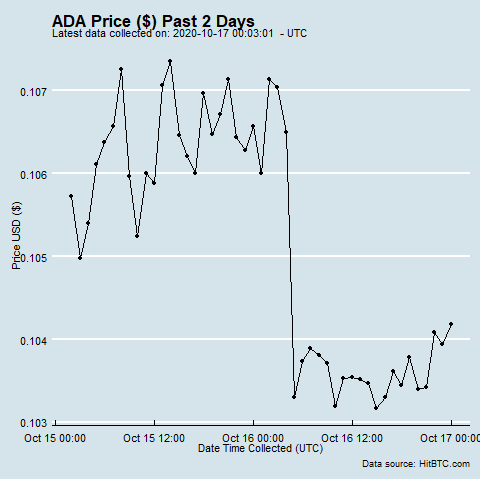 ADA Price ($) Past 2 Days
Latest data collected on: 2020-10-17 00:03:01 - UTC
0.107
0.106
0.105
0.104
0.103
Price USD ($)
Oct 15 00:00 Oct 15 12:00 Oct 16 00:00 Oct 16 12:00 Oct 17 00:00
Date Time Collected (UTC)
Data source: HitBTC.com